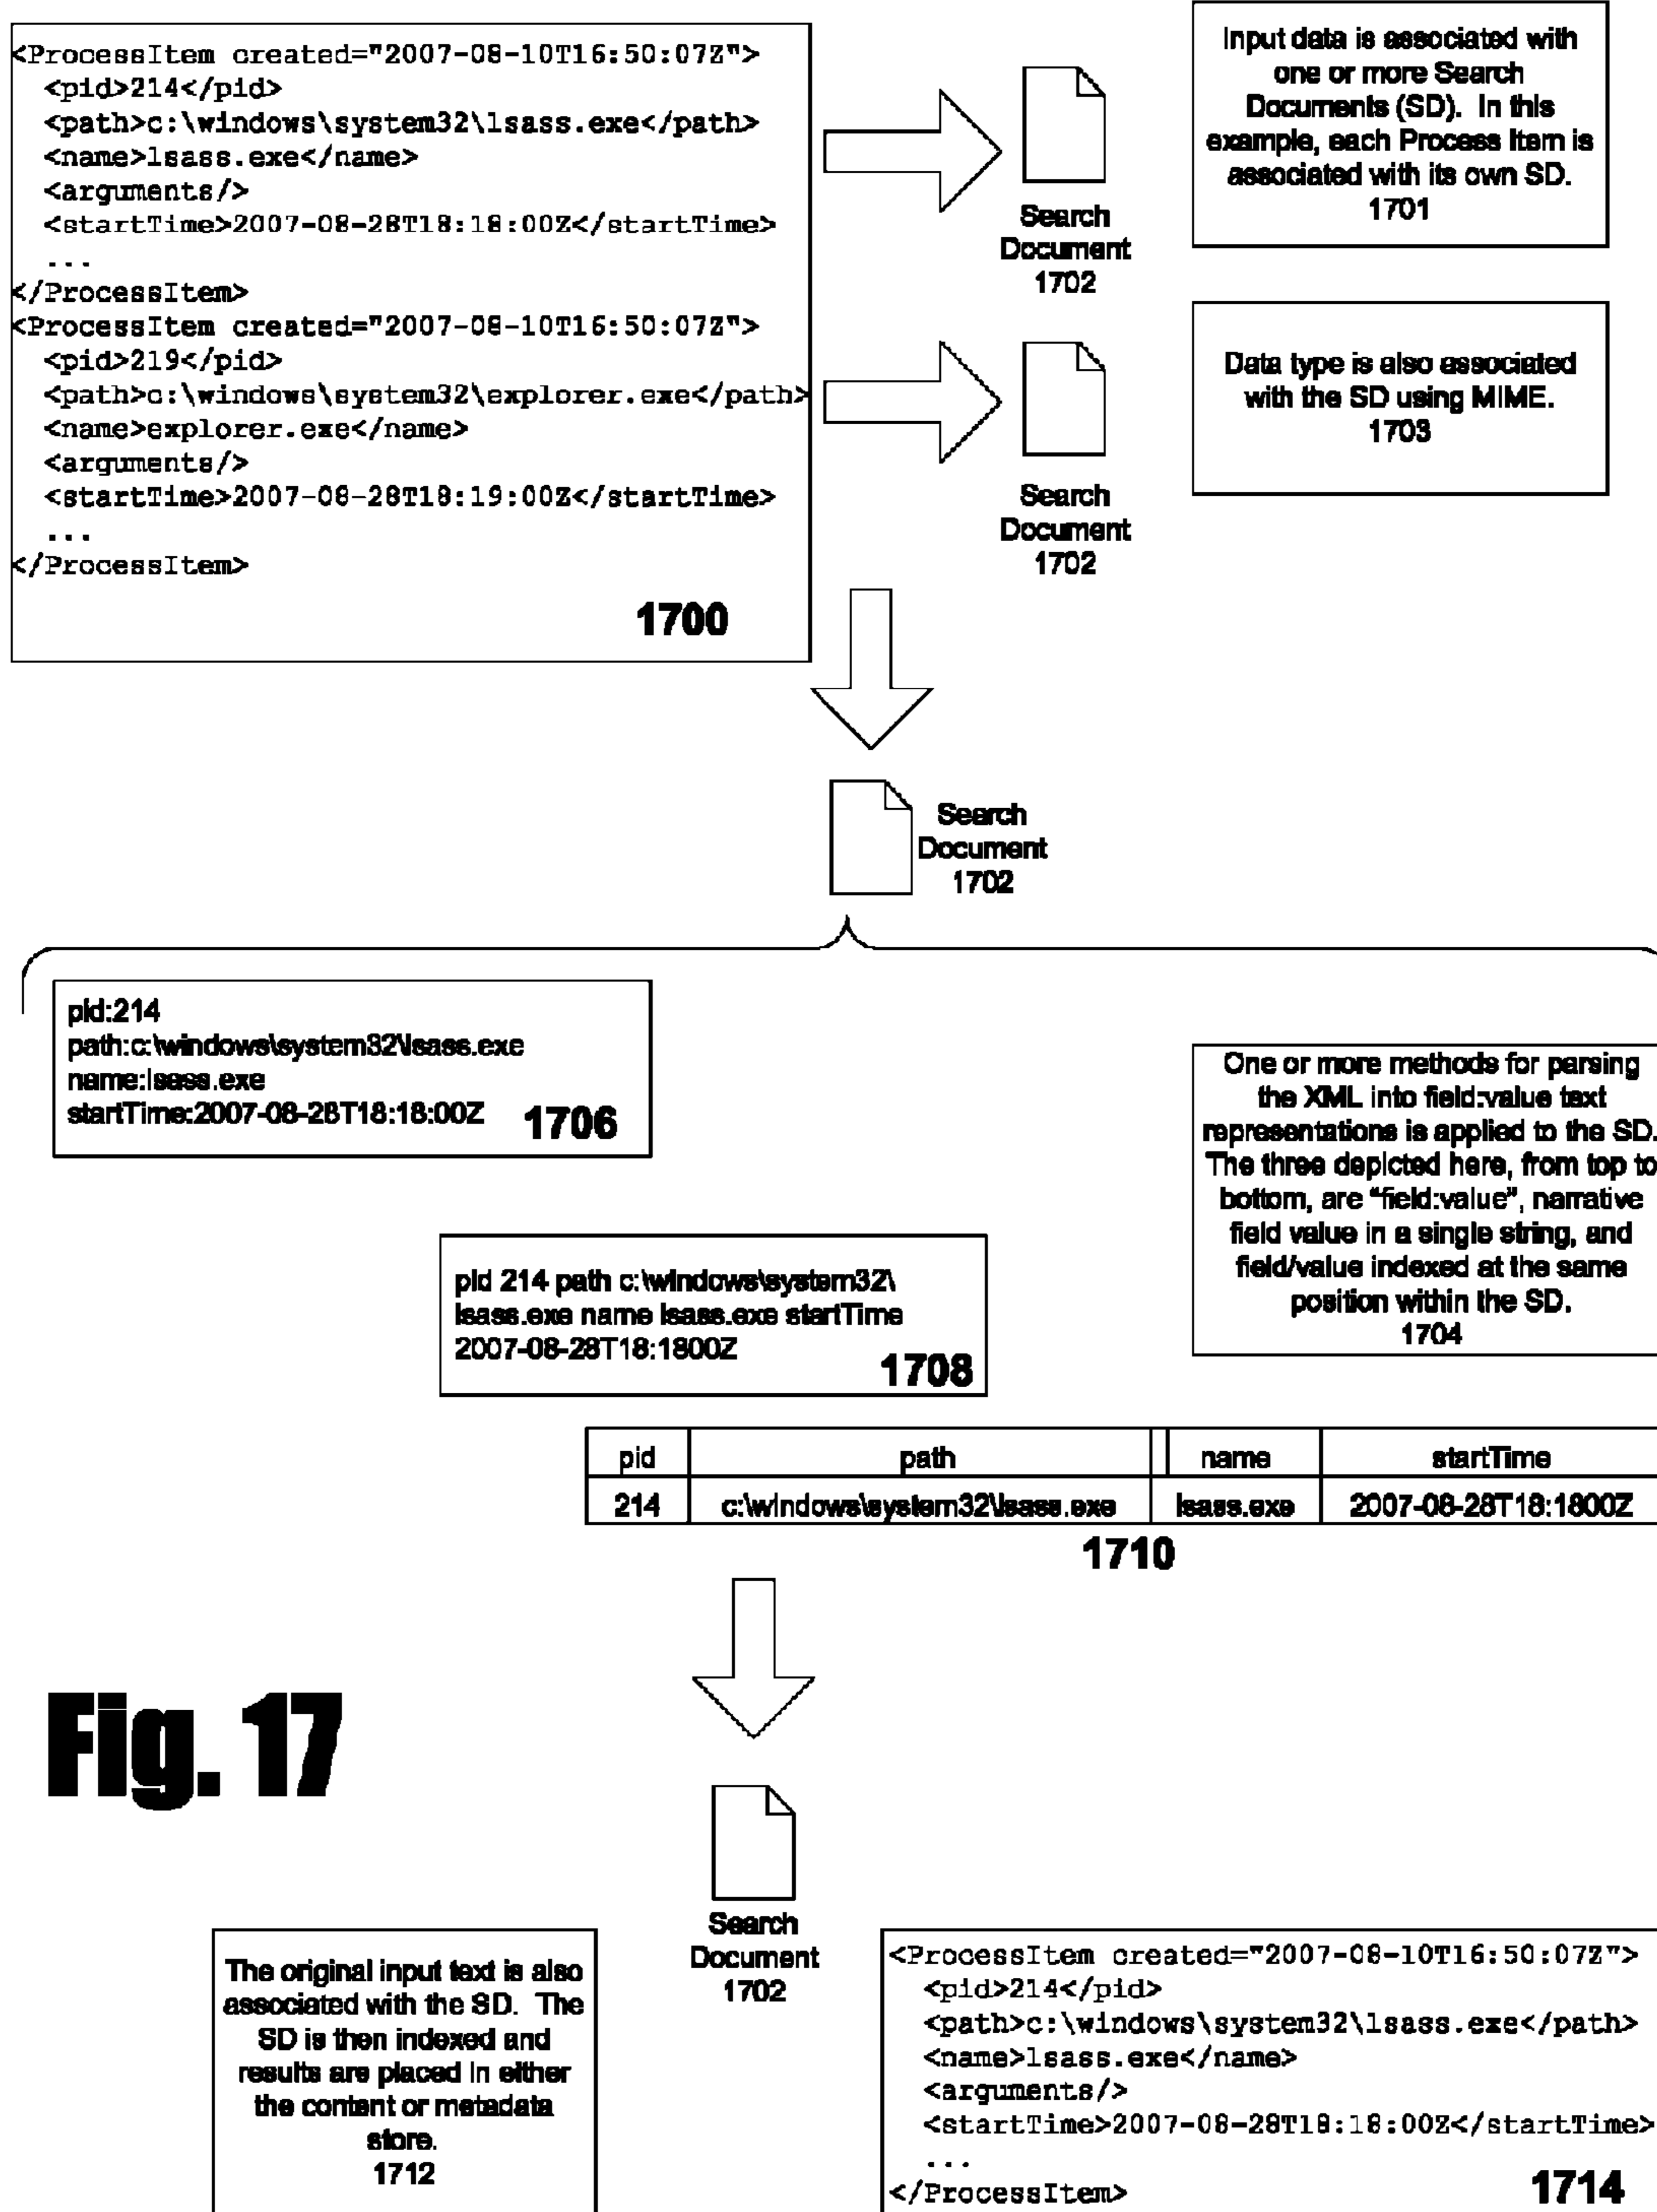 <ProcessItem created="2007-08-10T16:50:07Z">
<pid>214</pid>
<path>c:\windows\system32\lsass.exe</path>
<name>lsass.exe</name>
<arguments/>
<startTime>2007-08-28T18:18:00Z</startTime>
...
</ProcessItem>
<ProcessItem created="2007-08-10T16:50:07Z">
<pid>219</pid>
<path>c:\windows\system32\explorer.exe</path>
<name>explorer.exe</name>
<arguments/>
<startTime>2007-08-28T18:19:00Z</startTime>
...
</ProcessItem>
1700
Search
Document
1702
Search
Document
1702
Input data is associated with
one or more Search
Documents (SD). In this
example, each Process Item is
associated with its own SD.
1701
Data type is also associated
with the SD using MIME.
1703
Search
Document
1702
pid:214
path:c:\windows\system32\lsass.exe
name:lsass.exe
startTime:2007-08-28T18:18:00Z
1706
One or more methods for parsing
the XML into field:value text
representations is applied to the SD.
The three depicted here, from top to
bottom, are “field:value”, narrative
field value in a single string, and
field/value indexed at the same
position within the SD.
1704
pid 214 path c:\windows\system32\
lsass.exe name lsass.exe startTime
2007-08-28T18:1800Z
1708
pid path name startTime
214 c:\windows\system32\lsass.exe lsass.exe 2007-08-28T18:1800Z
1710
Fig. 17
Search
Document
1702
The original input text is also
associated with the SD. The
SD is then indexed and
results are placed in either
the content or metadata
store.
1712
<ProcessItem created="2007-08-10T16:50:07Z">
<pid>214</pid>
<path>c:\windows\system32\lsass.exe</path>
<name>lsass.exe</name>
<arguments/>
<startTime>2007-08-28T18:18:00Z</startTime>
...
</ProcessItem>
1714